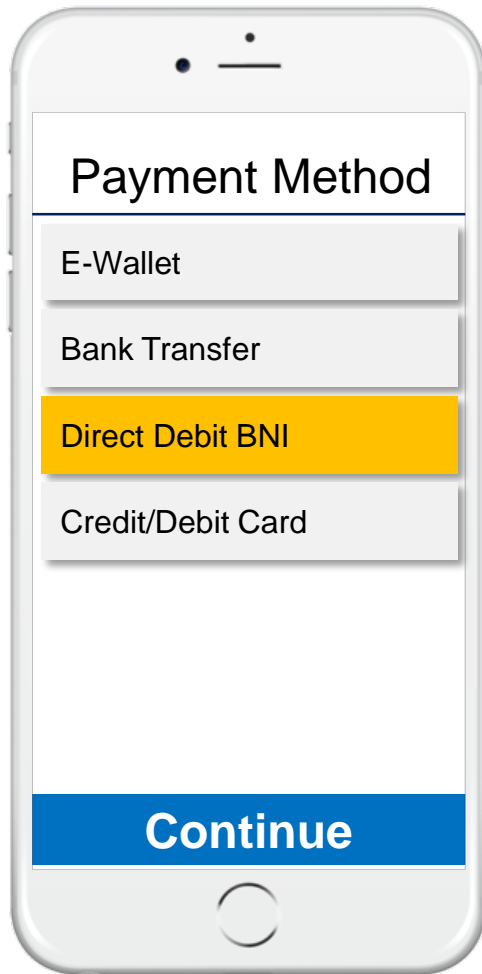 Payment Method
E-Wallet
Bank Transfer
Direct Debit BNI
Credit/Debit Card
Continue